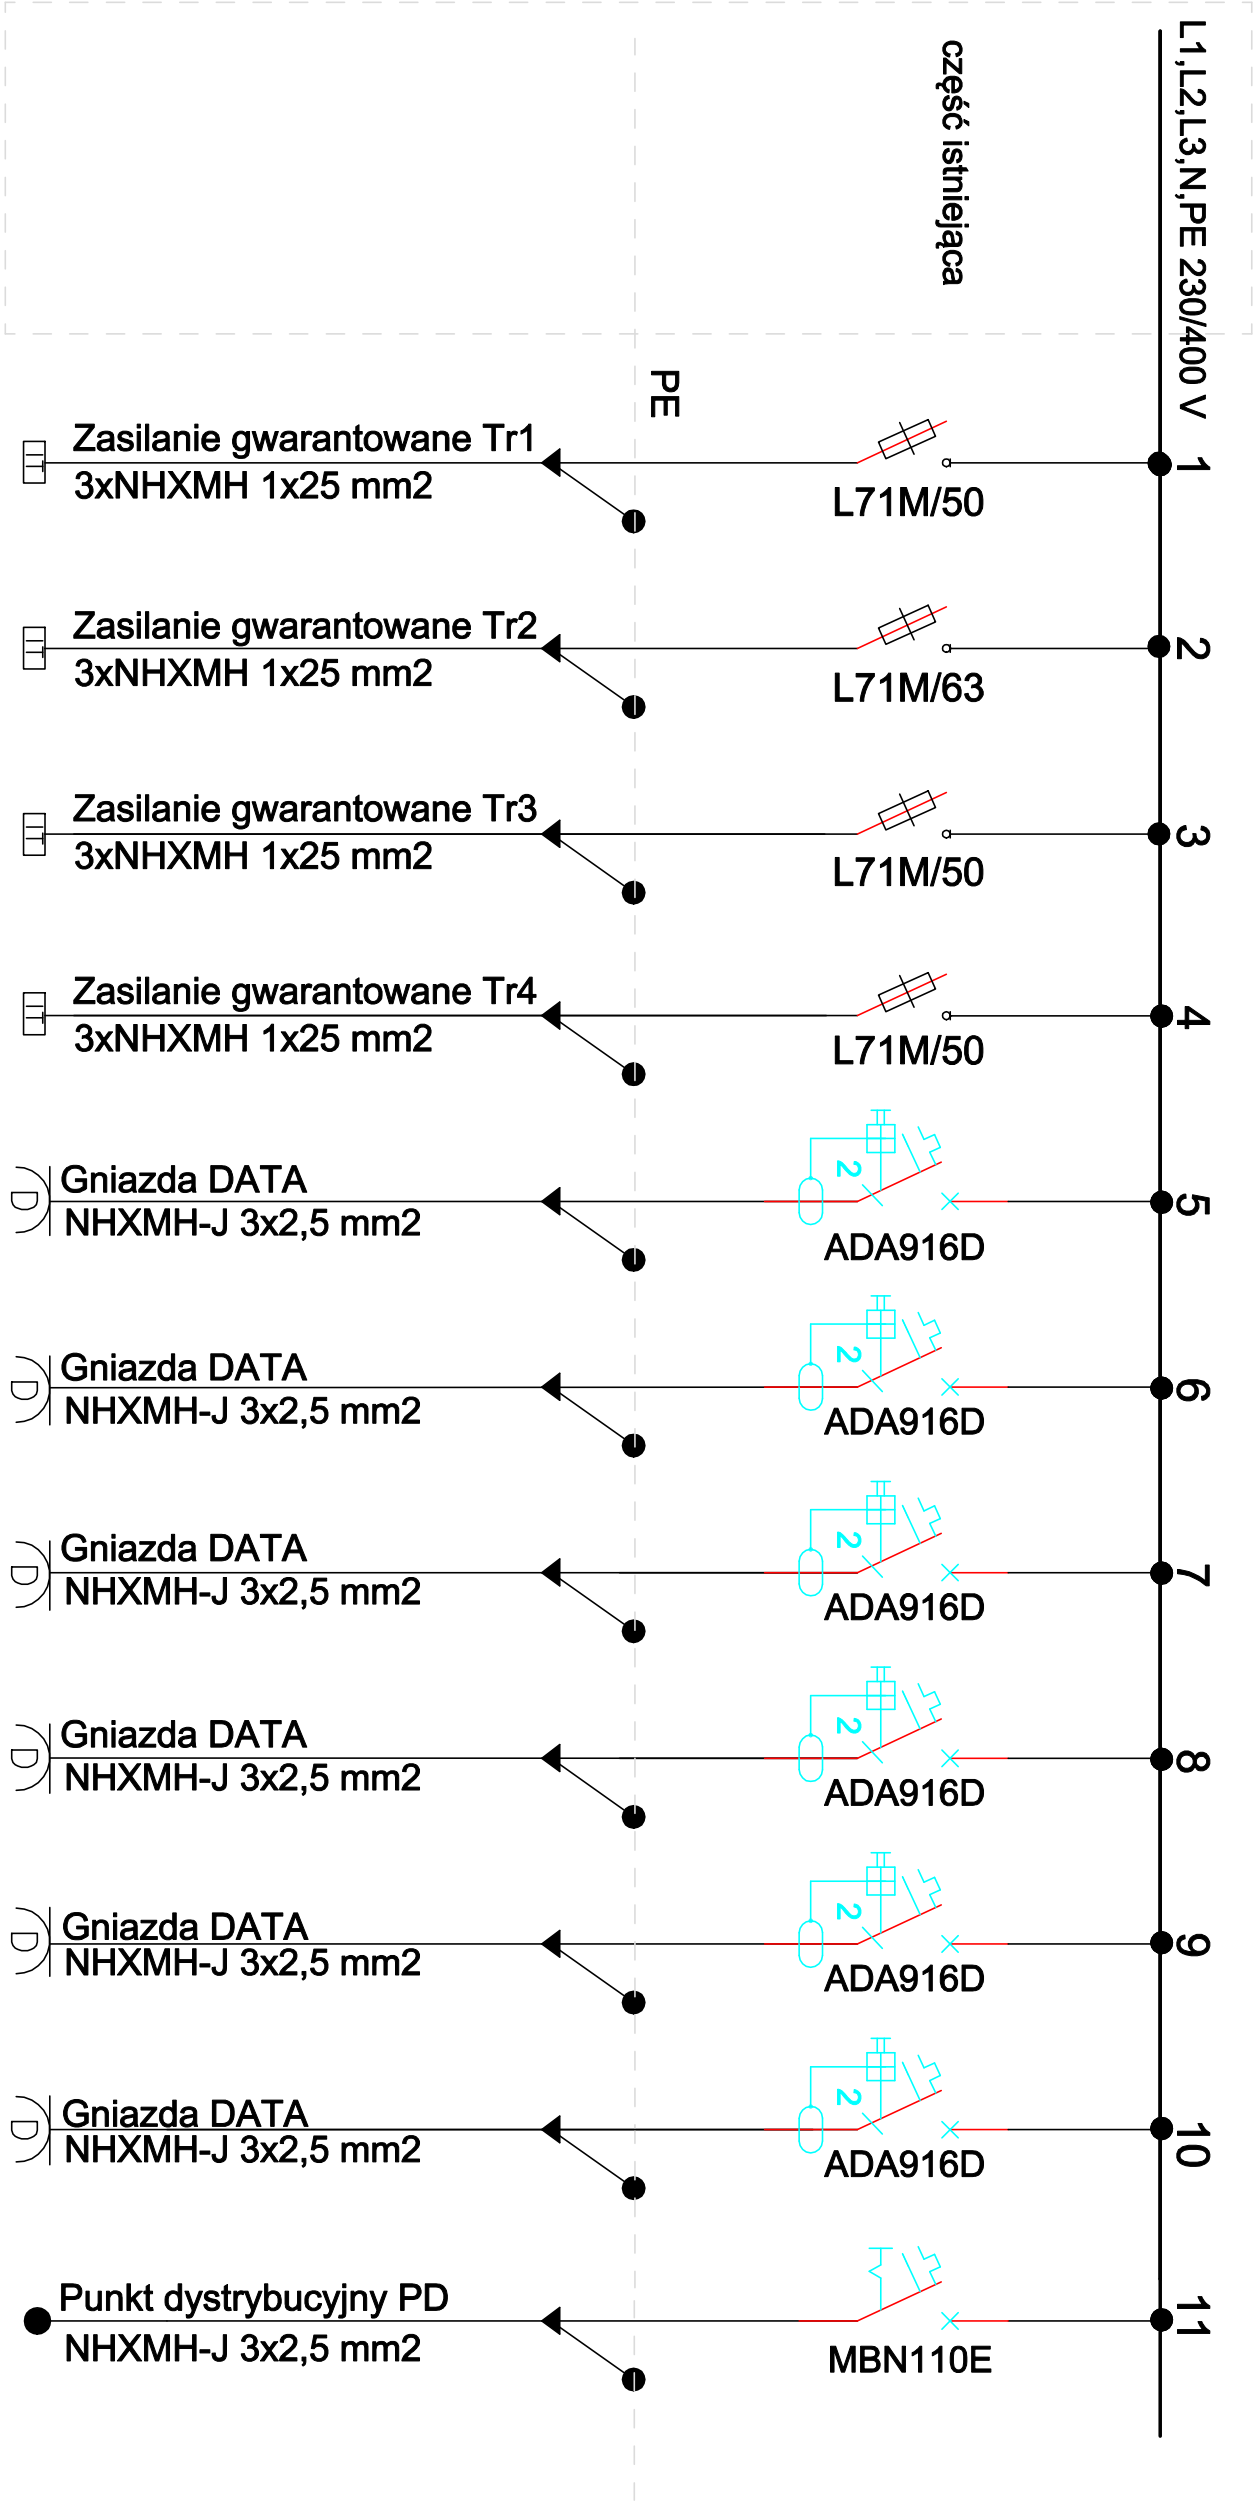 L1,L2,L3,N,PE 230/400 V
część istniejąca
PE
Zasilanie gwarantowane Tr1
3xNHXMH 1x25 mm2
L71M/50
1
Zasilanie gwarantowane Tr2
3xNHXMH 1x25 mm2
L71M/63
2
Zasilanie gwarantowane Tr3
3xNHXMH 1x25 mm2
L71M/50
3
Zasilanie gwarantowane Tr4
3xNHXMH 1x25 mm2
L71M/50
4
D
Gniazda DATA
NHXMH-J 3x2,5 mm2
2
ADA916D
5
D
Gniazda DATA
NHXMH-J 3x2,5 mm2
2
ADA916D
6
D
Gniazda DATA
NHXMH-J 3x2,5 mm2
2
ADA916D
7
D
Gniazda DATA
NHXMH-J 3x2,5 mm2
2
ADA916D
8
D
Gniazda DATA
NHXMH-J 3x2,5 mm2
2
ADA916D
9
D
Gniazda DATA
NHXMH-J 3x2,5 mm2
2
ADA916D
10
Punkt dystrybucyjny PD
NHXMH-J 3x2,5 mm2
MBN110E
11